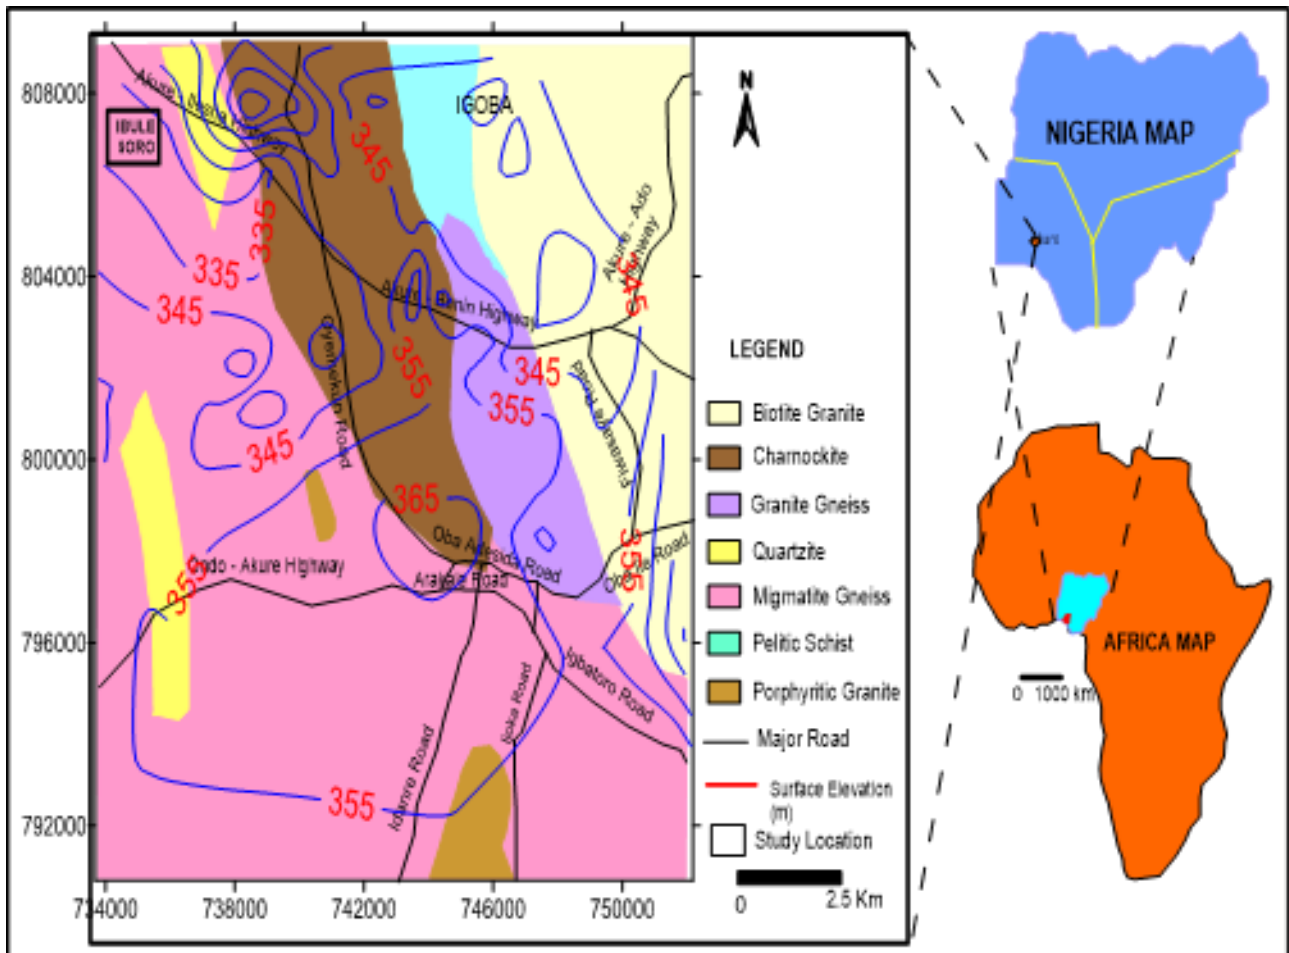 808000
804000
800000
796000
792000
734000
738000
742000
746000
750000
IBULE
SORO
Akure - Ilesha Highway
IGOBA
345
335
335
345
345
355
355
345
355
345
365
355
355
355
Akure - Ado
Highway
Akure - Benin Highway
Oyemekun Road
Fiwasaye Road
Oba Adesida Road
Arakale Road
Ondo - Akure Highway
Igbatoro Road
Ijoka Road
Idanre Road
N
LEGEND
Biotite Granite
Charnockite
Granite Gneiss
Quartzite
Migmatite Gneiss
Pelitic Schist
Porphyritic Granite
Major Road
Surface Elevation
(m)
Study Location
0 2.5 Km
NIGERIA MAP
AFRICA MAP
0 1000 km